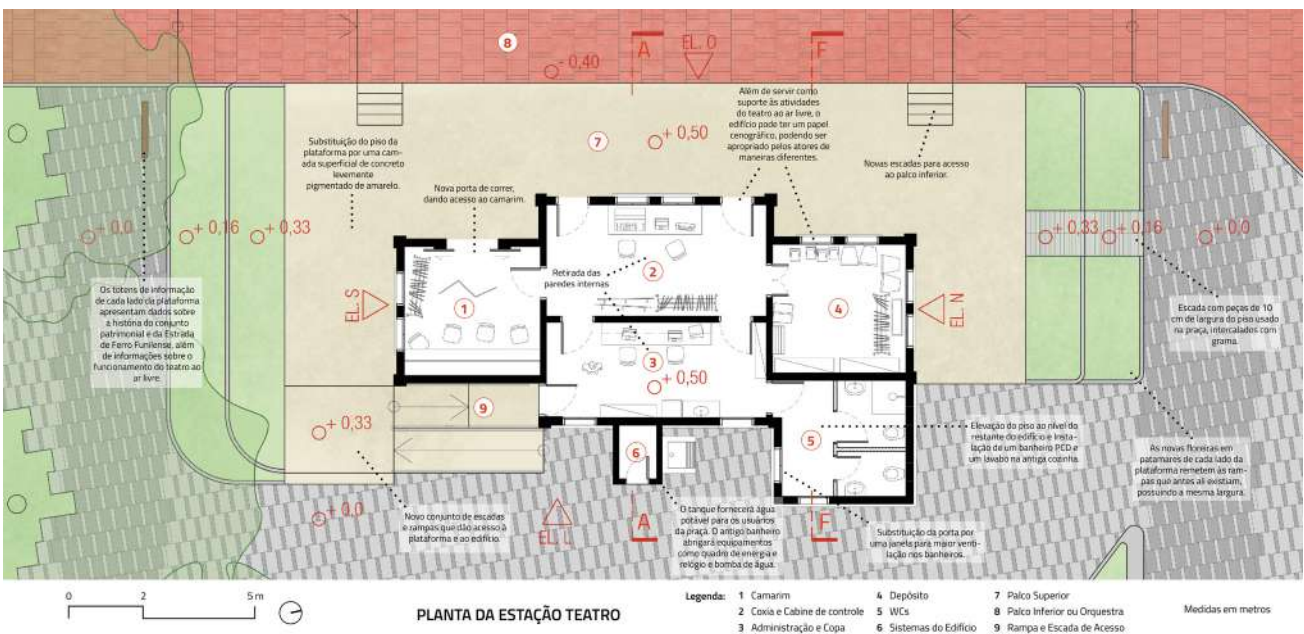 8
+ 0,40
A
EL. O
F
Além de servir como
suporte às atividades
do teatro ao ar livre, o
edifício pode ter um papel
cenográfico, podendo ser
apropriado pelos atores de
maneiras diferentes.
Substituição do piso da
plataforma por uma cam-
ada superficial de concreto
levemente
pigmentado de amarelo.
7
+ 0,50
Novas escadas para acesso
ao palco inferior.
Nova porta de correr,
dando acesso ao camarim.
+ 0,0
+ 0,16
+ 0,33
+ 0,33
+ 0,16
+ 0,0
Retirada das
paredes internas
2
Os totens de informação
de cada lado da plataforma
apresentam dados sobre
a história do conjunto
patrimonial e da Estrada
de Ferro Funilense, além
de informações sobre o
funcionamento do teatro ao
ar livre.
EL. S
1
4
EL. N
Escada com peças de 10
cm de largura do piso usado
na praça, intercalados com
grama.
3
+ 0,50
9
+ 0,33
5
Elevação do piso ao nível do
restante do edifício e Insta-
lação de um banheiro PCD e
um lavabo na antiga cozinha.
6
As novas floreiras em
patamares de cada lado da
plataforma remetem às ram-
pas que antes ali existiam,
possuindo a mesma largura.
+ 0,0
Novo conjunto de escadas
e rampas que dão acesso à
plataforma e ao edifício.
EL. L
A
O tanque fornecerá água
potável para os usuários
da praça. O antigo banheiro
abrigará equipamentos
como quadro de energia e
relógio e bomba de água.
F
Substituição da porta por
uma janela para maior venti-
lação nos banheiros.
0 2 5 m
PLANTA DA ESTAÇÃO TEATRO
Legenda: 1 Camarim 4 Depósito 7 Palco Superior
2 Coxia e Cabine de controle 5 WCs 8 Palco Inferior ou Orquestra
3 Administração e Copa 6 Sistemas do Edifício 9 Rampa e Escada de Acesso
Medidas em metros